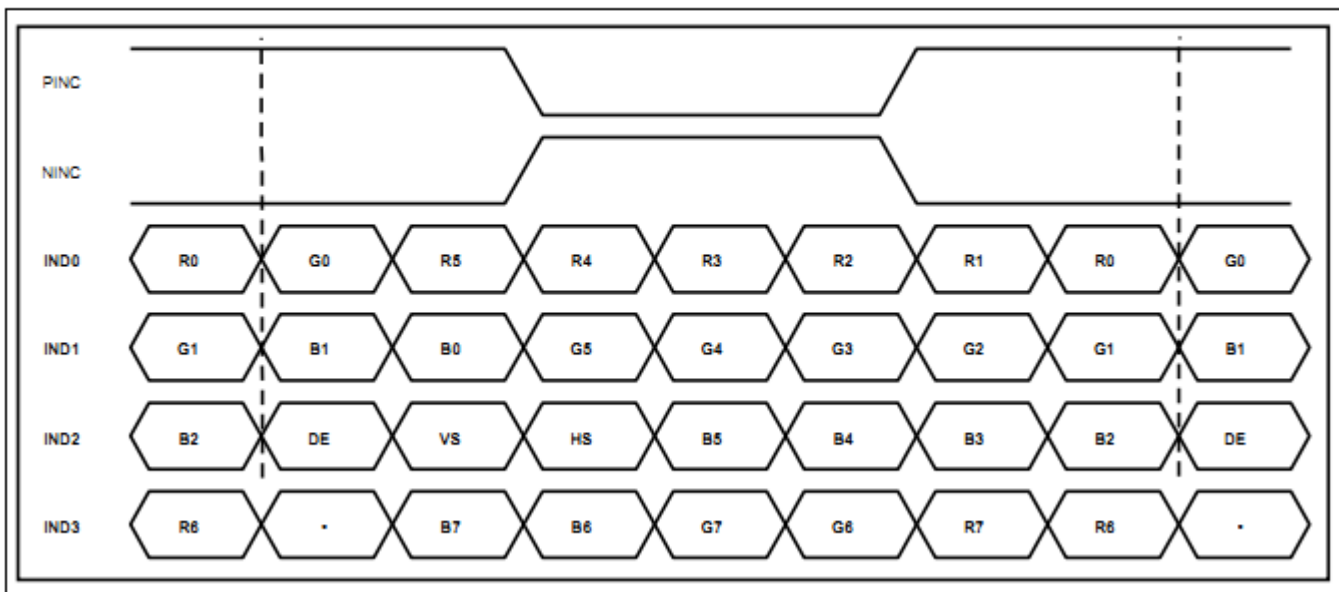 PINC
NINC
IND0 R0 G0 R5 R4 R3 R2 R1 R0 G0
IND1 G1 B1 B0 G5 G4 G3 G2 G1 B1
IND2 B2 DE VS HS B5 B4 B3 B2 DE
IND3 R6 - B7 B6 G7 G6 R7 R6 -